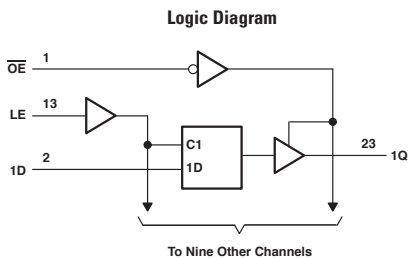 Logic Diagram
OE 1
LE 13
C1
1D 2
1D
23 1Q
To Nine Other Channels